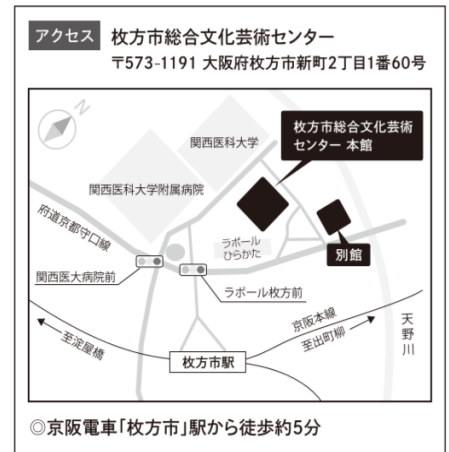 アクセス 枚方市総合文化芸術センター
〒573-1191 大阪府枚方市新町2丁目1番60号
N
関西医科大学
枚方市総合文化芸術
センター 本館
関西医科大学附属病院
府道京都守口線
ラポール
ひらかた
別館
関西医大病院前
ラポール枚方前
京阪本線
至出町柳
天野川
至淀屋橋
枚方市駅
◎京阪電車「枚方市」駅から徒歩約5分